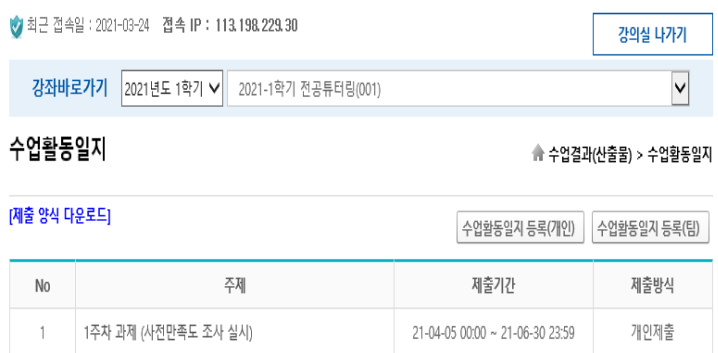 최근 접속일 : 2021-03-24 접속 IP : 113.198.229.30
강의실 나가기
강좌바로가기 2021년도 1학기 2021-1학기 전공튜터링(001)
수업활동일지
수업결과(산출물) > 수업활동일지
[제출 양식 다운로드]
수업활동일지 등록(개인) 수업활동일지 등록(팀)
No 주제 제출기간 제출방식
1 1주차 과제 (사전만족도 조사 실시) 21-04-05 00:00 ~ 21-06-30 23:59 개인제출